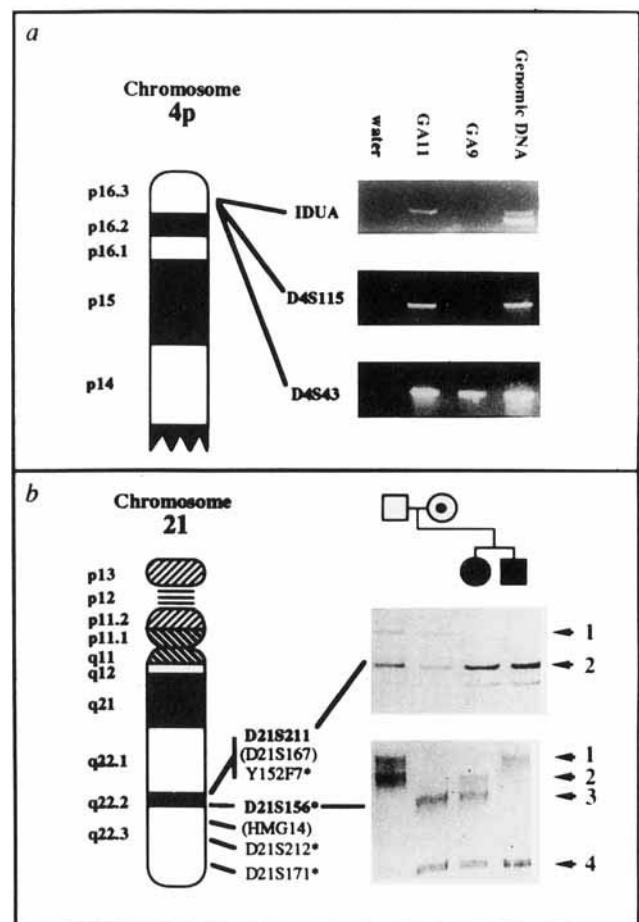 a
Chromosome
4p
water
GA11
GA9
Genomic DNA
p16.3
p16.2
p16.1
p15
p14
IDUA
D4S115
D4S43
b
Chromosome
21
p13
p12
p11.2
p11.1
q11
q12
q21
q22.1
q22.2
q22.3
D21S211
(D21S167)
Y152F7*
D21S156*
(HMG14)
D21S212*
D21S171*
1
2
1
2
3
4